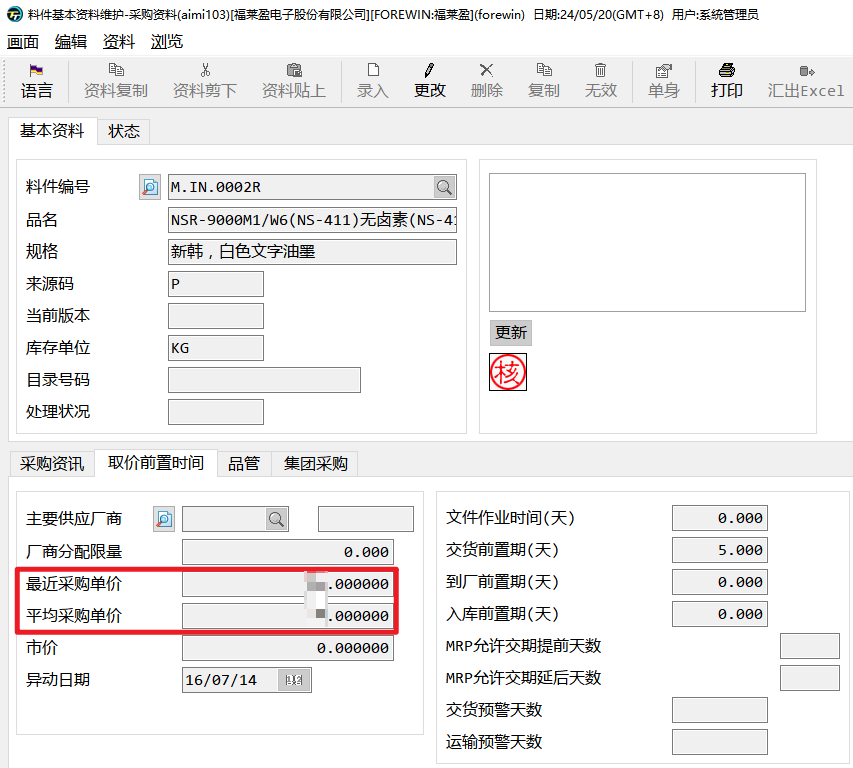 料件基本资料维护-采购资料(aimi103)[福莱盈电子股份有限公司][FOREWIN:福莱盈](forewin) 日期:24/05/20(GMT+8) 用户:系统管理员
画面 编辑 资料 浏览
语言 资料复制 资料剪下 资料贴上 录入 更改 删除 复制 无效 单身 打印 汇出Excel
基本资料 状态
料件编号 M.IN.0002R
品名 NSR-9000M1/W6(NS-411)无卤素(NS-41
规格 新韩，白色文字油墨
来源码 P
当前版本
库存单位 KG
目录号码
处理状况
更新
核
采购资讯 取价前置时间 品管 集团采购
主要供应厂商
厂商分配限量 0.000
最近采购单价 .000000
平均采购单价 .000000
市价 0.000000
异动日期 16/07/14
文件作业时间(天) 0.000
交货前置期(天) 5.000
到厂前置期(天) 0.000
入库前置期(天) 0.000
MRP允许交期提前天数
MRP允许交期延后天数
交货预警天数
运输预警天数